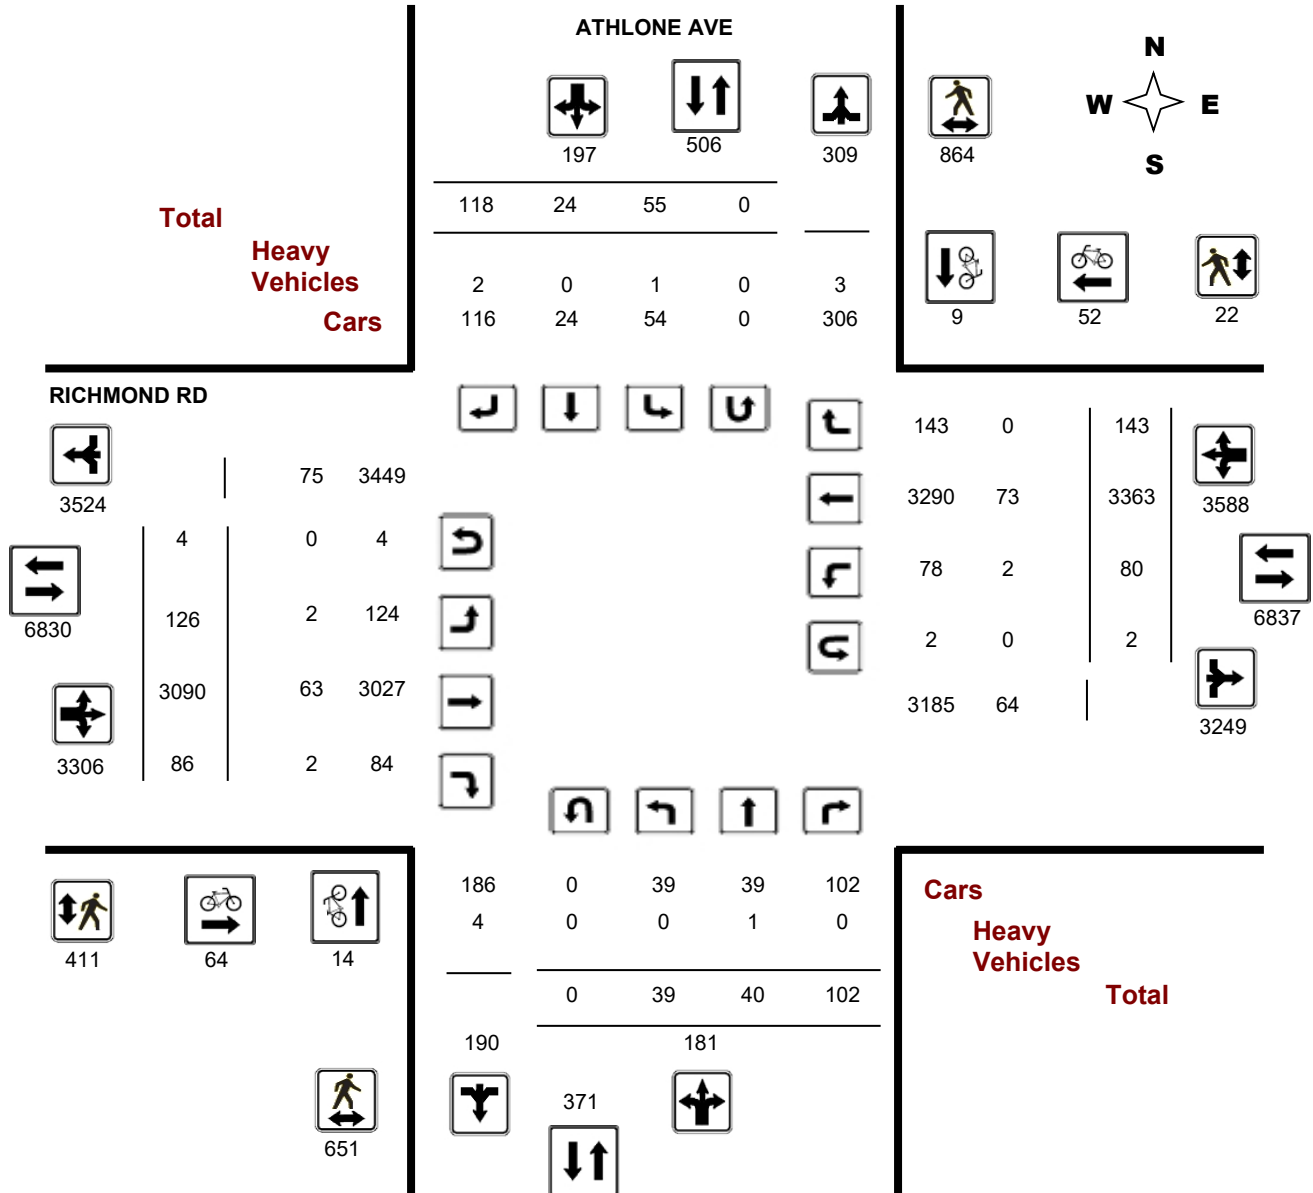 ATHLONE AVE
N
W E
S
197 506 309 864
118 24 55 0
Total
Heavy
Vehicles
2 0 1 0 3
Cars
116 24 54 0 306
9 52 22
RICHMOND RD
143 0 143
3524
75 3449
3290 73 3363 3588
4 0 4
78 2 80
6830
126 2 124
6837
2 0 2
3090 63 3027
3185 64
3249
3306 86 2 84
186 0 39 39 102
4 0 0 1 0
Cars
Heavy
Vehicles
411 64 14
0 39 40 102
Total
190 181
371
651